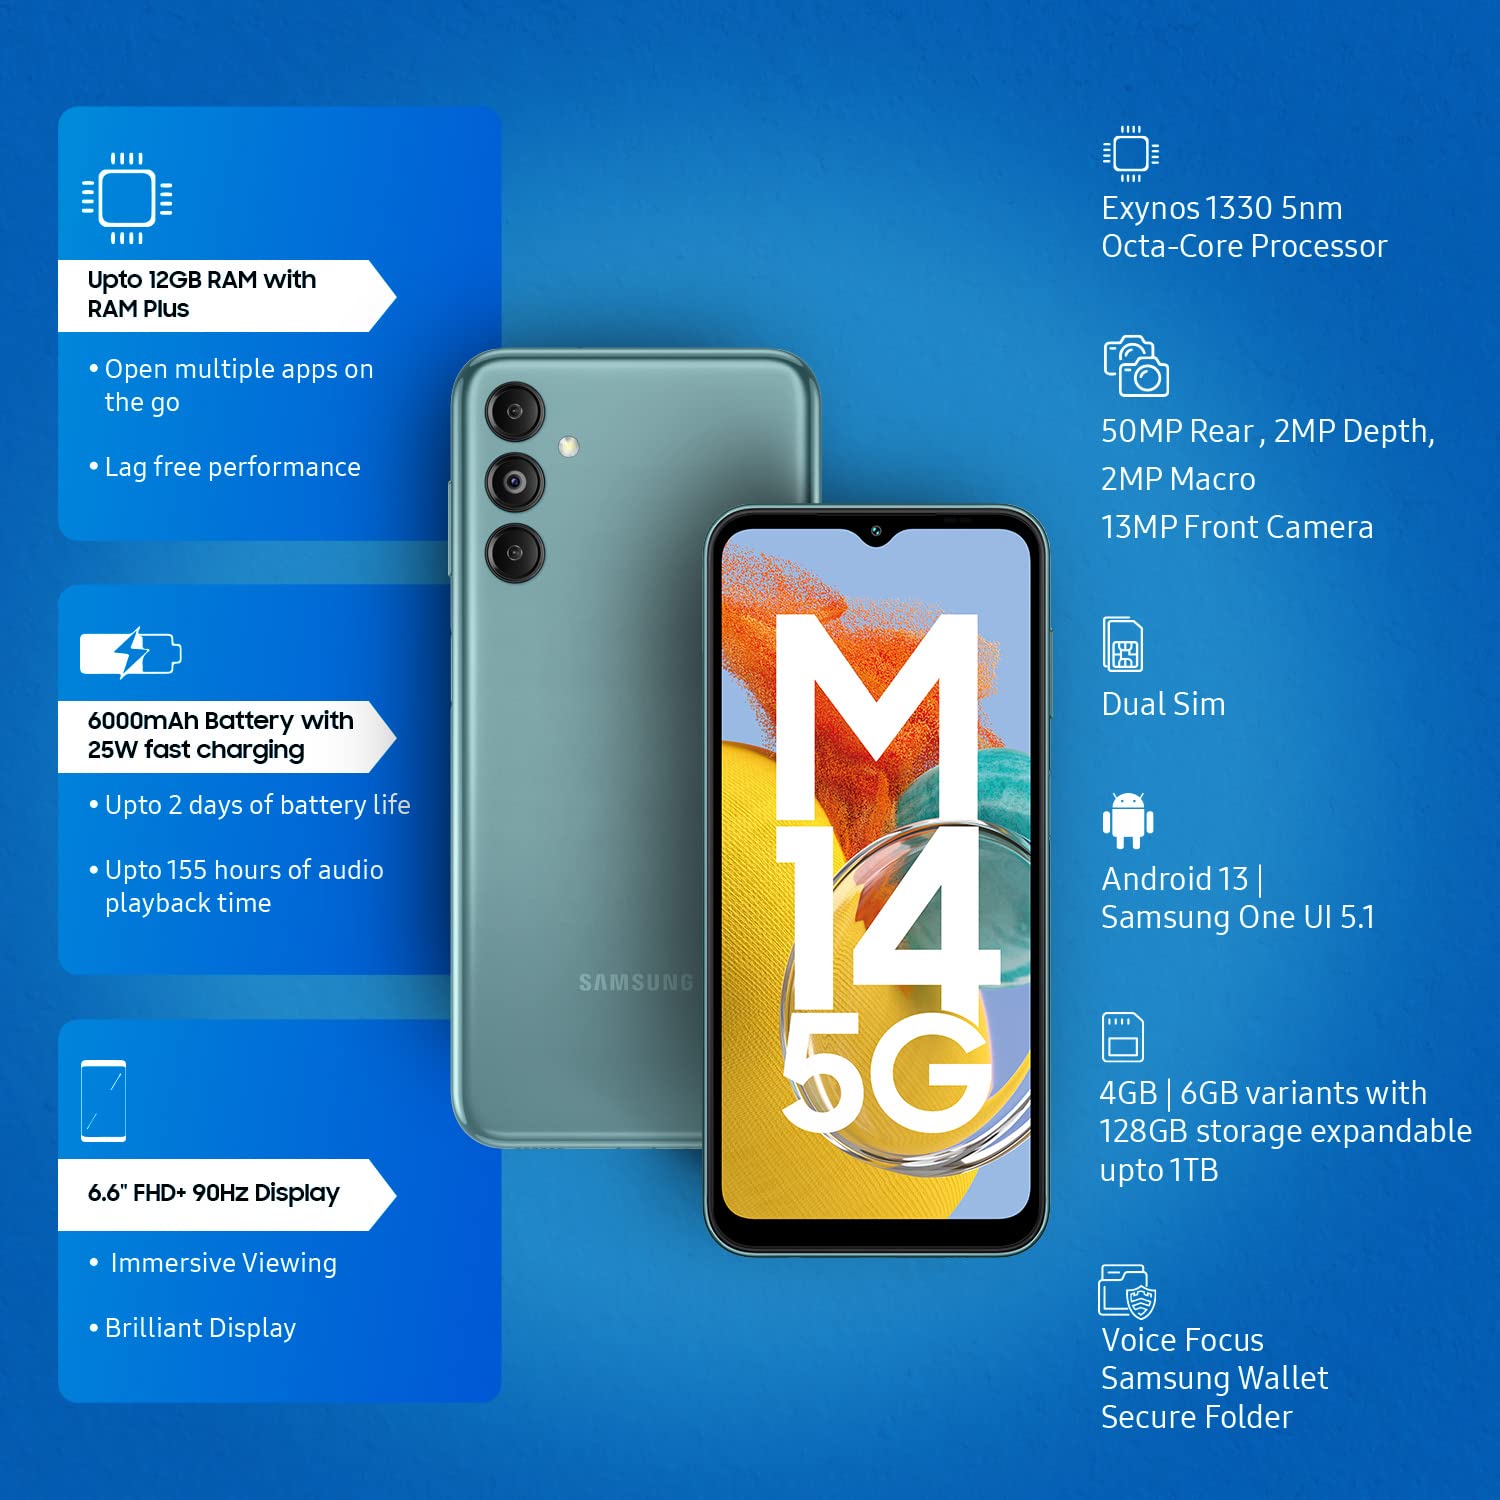 Upto 12GB RAM with
RAM Plus
• Open multiple apps on
the go
• Lag free performance
6000mAh Battery with
25W fast charging
• Upto 2 days of battery life
• Upto 155 hours of audio
playback time
6.6" FHD+ 90Hz Display
• Immersive Viewing
• Brilliant Display
SAMSUNG
M
14
5G
Exynos 1330 5nm
Octa-Core Processor
50MP Rear , 2MP Depth,
2MP Macro
13MP Front Camera
Dual Sim
Android 13 |
Samsung One UI 5.1
4GB | 6GB variants with
128GB storage expandable
upto 1TB
Voice Focus
Samsung Wallet
Secure Folder